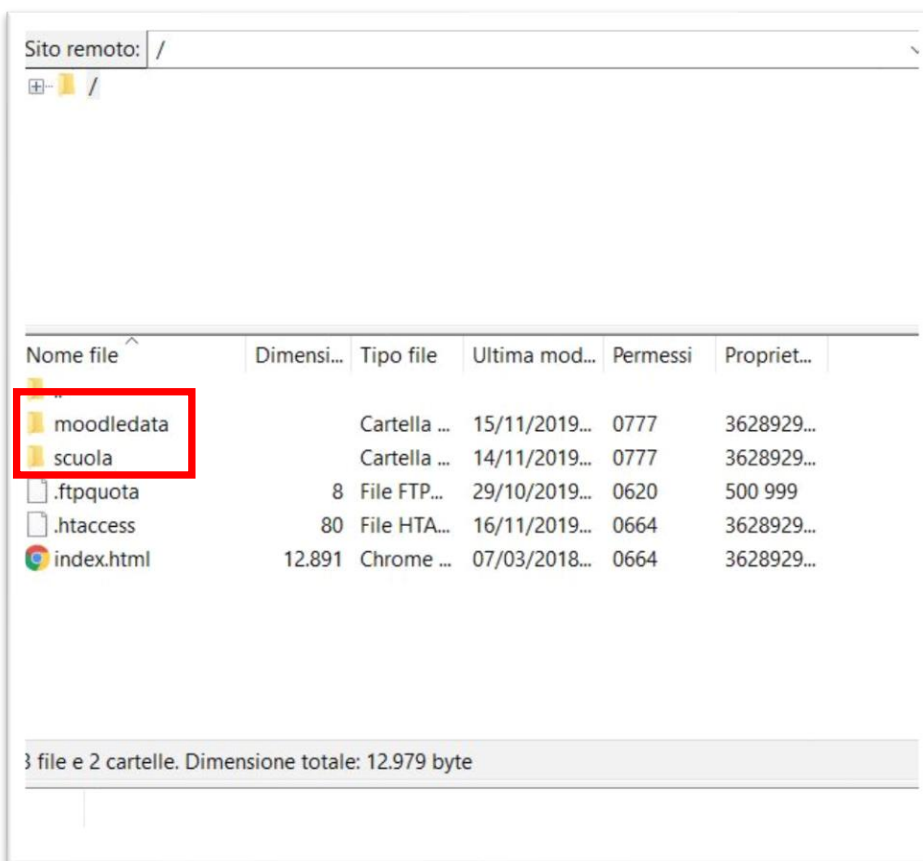 Sito remoto: /
/
Nome file Dimensi... Tipo file Ultima mod... Permessi Propriet...
..
moodledata Cartella ... 15/11/2019... 0777 3628929...
scuola Cartella ... 14/11/2019... 0777 3628929...
.ftpquota 8 File FTP... 29/10/2019... 0620 500 999
.htaccess 80 File HTA... 16/11/2019... 0664 3628929...
index.html 12.891 Chrome ... 07/03/2018... 0664 3628929...
3 file e 2 cartelle. Dimensione totale: 12.979 byte